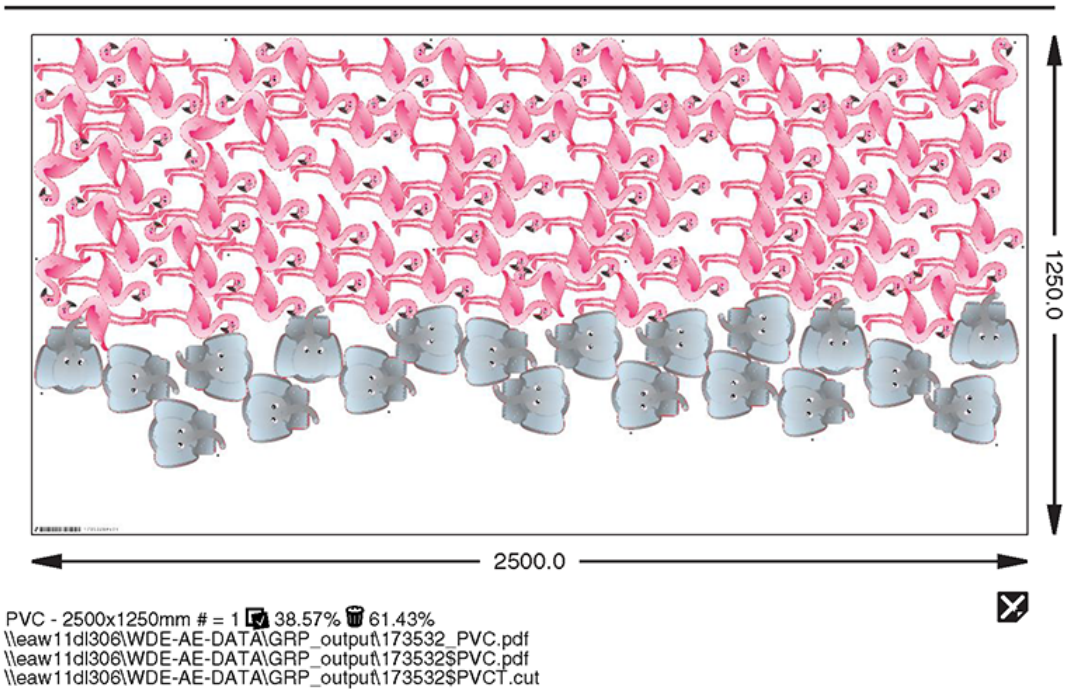 1250.0
2500.0
PVC - 2500x1250mm # = 1 38.57% 61.43%
\\eaw11dl306\WDE-AE-DATA\GRP_output\173532_PVC.pdf
\\eaw11dl306\WDE-AE-DATA\GRP_output\173532$PVC.pdf
\\eaw11dl306\WDE-AE-DATA\GRP_output\173532$PVCT.cut